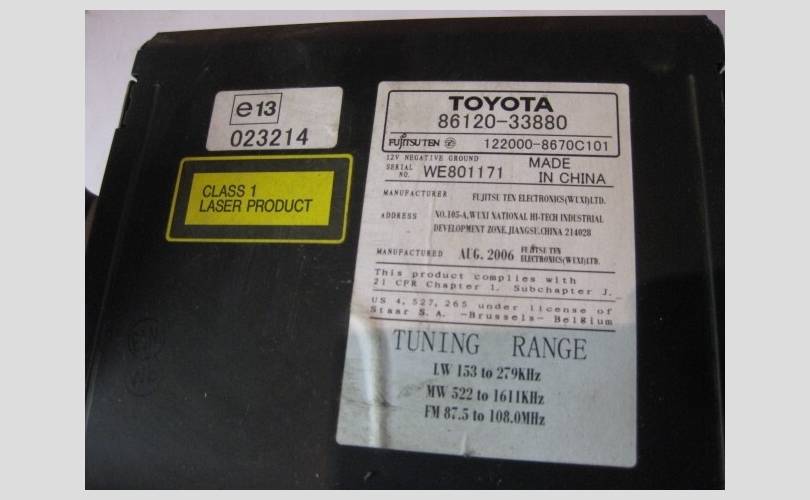 e13
023214
CLASS 1
LASER PRODUCT
TOYOTA
86120-33880
FUJITSU TEN 122000-8670C101
12V NEGATIVE GROUND
SERIAL NO. WE801171
MADE IN CHINA
MANUFACTURER FUJITSU TEN ELECTRONICS(WUXI)LTD.
ADDRESS NO.105-A,WUXI NATIONAL HI-TECH INDUSTRIAL
DEVELOPMENT ZONE,JIANGSU,CHINA 214028
MANUFACTURED AUG. 2006 FUJITSU TEN ELECTRONICS(WUXI)LTD.
This product complies with
21 CFR Chapter 1. Subchapter J.
US 4,527,265 under license of
Staar S.A. -Brussels- Belgium
TUNING RANGE
LW 153 to 279KHz
MW 522 to 1611KHz
FM 87.5 to 108.0MHz